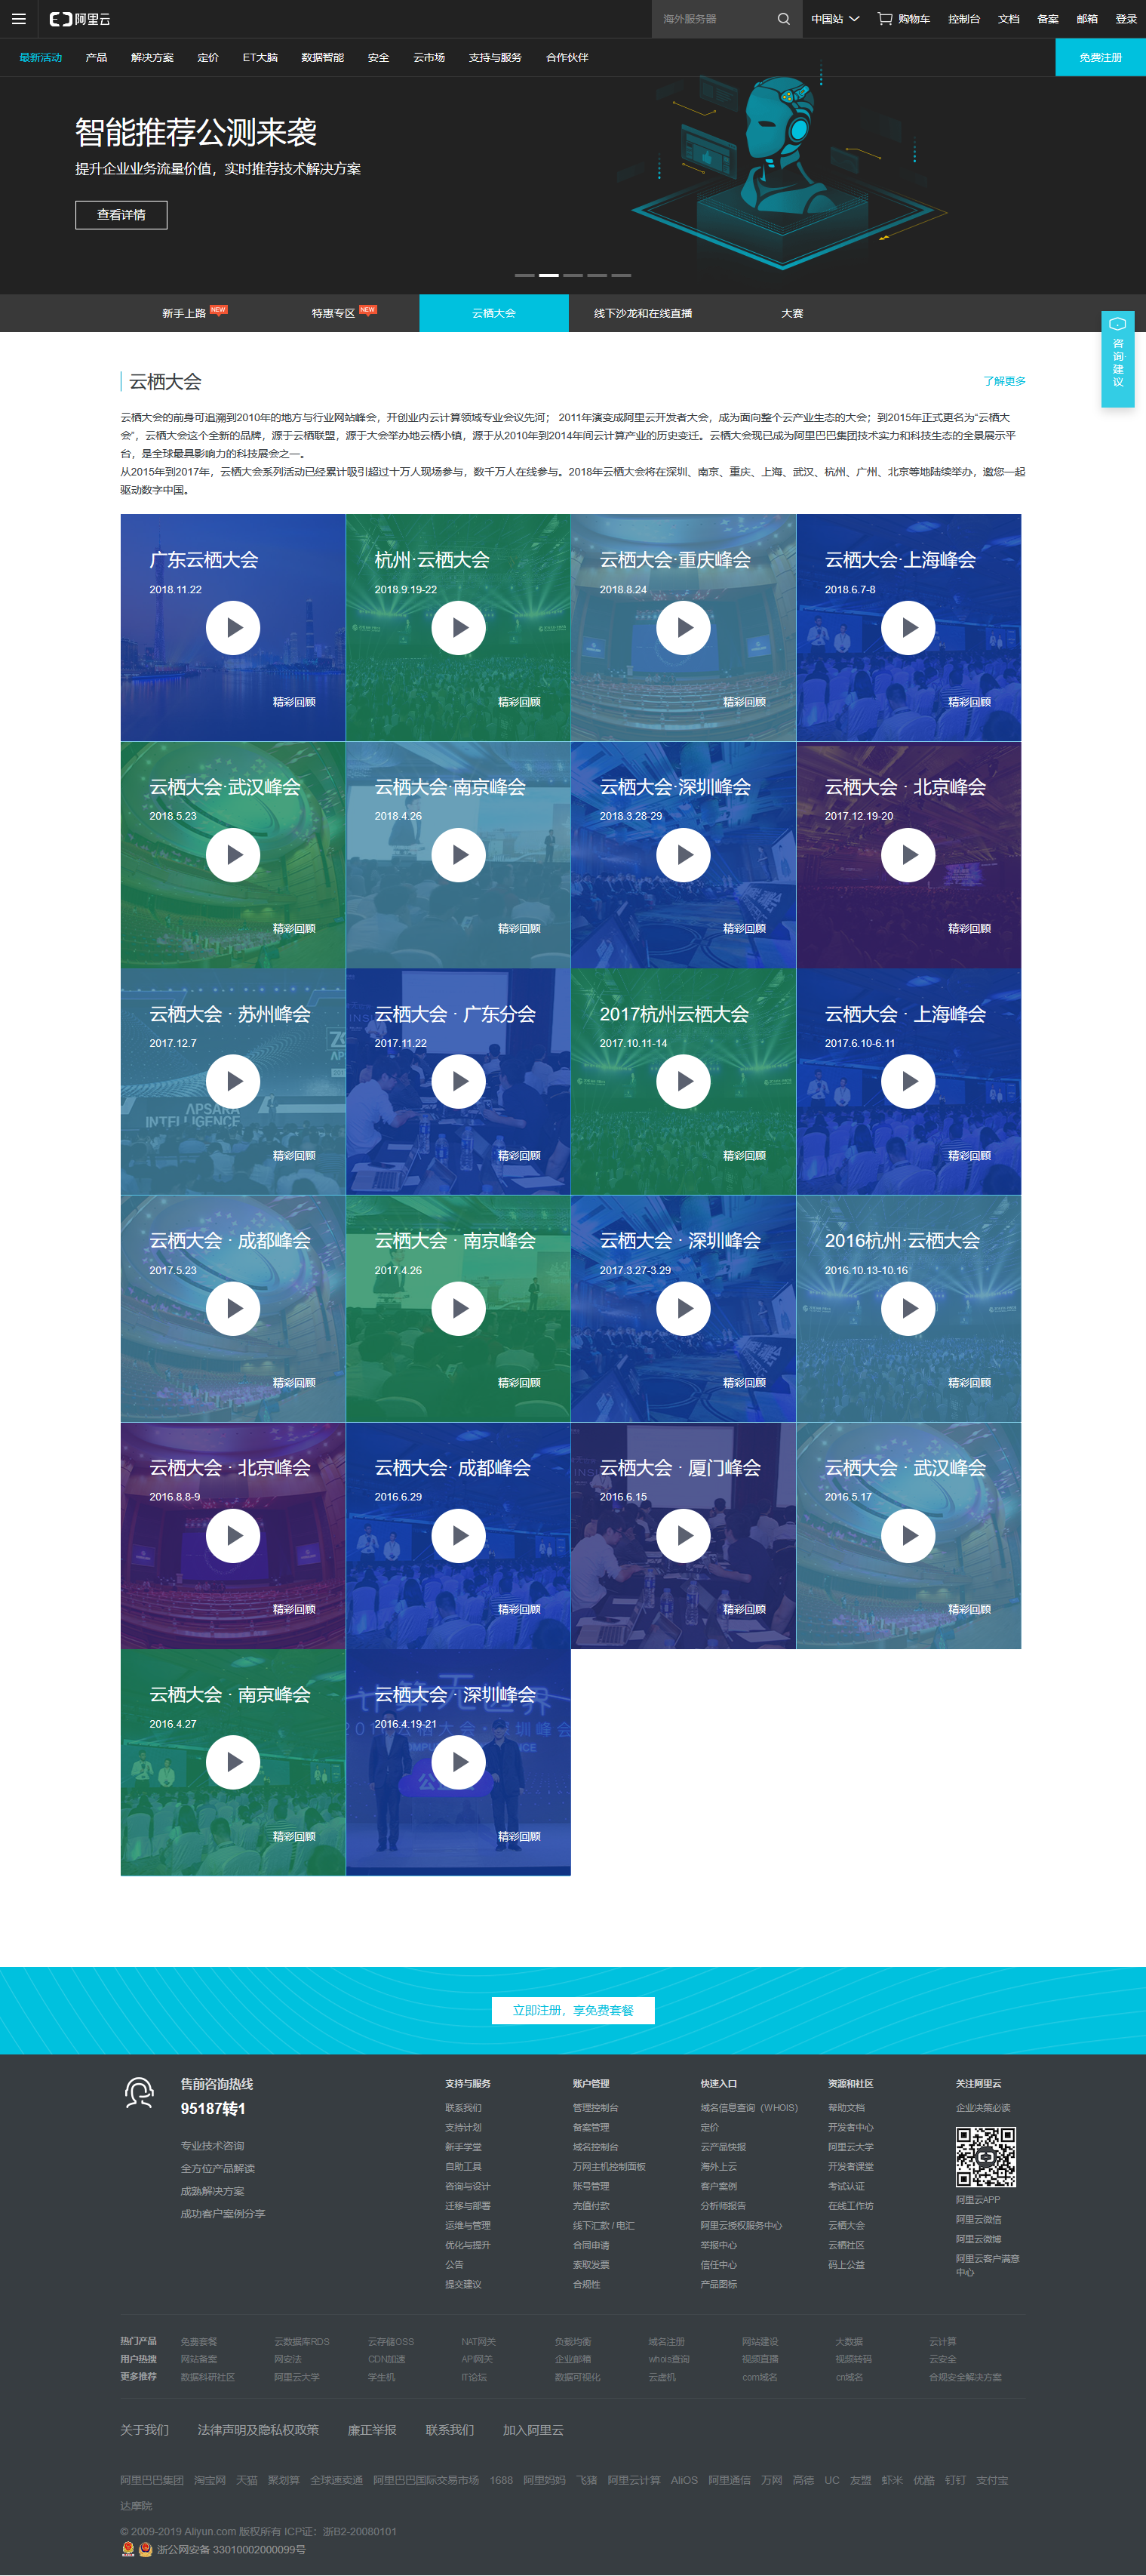 阿里云
海外服务器
中国站
购物车
控制台
文档
备案
邮箱
登录
最新活动
产品
解决方案
定价
ET大脑
数据智能
安全
云市场
支持与服务
合作伙伴
免费注册
智能推荐公测来袭
提升企业业务流量价值，实时推荐技术解决方案
查看详情
新手上路 NEW
特惠专区 NEW
云栖大会
线下沙龙和在线直播
大赛
咨询·建议
云栖大会
了解更多
云栖大会的前身可追溯到2010年的地方与行业网站峰会，开创业内云计算领域专业会议先河； 2011年演变成阿里云开发者大会，成为面向整个云产业生态的大会；到2015年正式更名为“云栖大
会”，云栖大会这个全新的品牌，源于云栖联盟，源于大会举办地云栖小镇，源于从2010年到2014年间云计算产业的历史变迁。云栖大会现已成为阿里巴巴集团技术实力和科技生态的全景展示平
台，是全球最具影响力的科技展会之一。
从2015年到2017年，云栖大会系列活动已经累计吸引超过十万人现场参与，数千万人在线参与。2018年云栖大会将在深圳、南京、重庆、上海、武汉、杭州、广州、北京等地陆续举办，邀您一起
驱动数字中国。
广东云栖大会
2018.11.22
精彩回顾
杭州·云栖大会
2018.9.19-22
精彩回顾
云栖大会·重庆峰会
2018.8.24
精彩回顾
云栖大会·上海峰会
2018.6.7-8
精彩回顾
云栖大会·武汉峰会
2018.5.23
精彩回顾
云栖大会·南京峰会
2018.4.26
精彩回顾
云栖大会·深圳峰会
2018.3.28-29
精彩回顾
云栖大会 · 北京峰会
2017.12.19-20
精彩回顾
云栖大会 · 苏州峰会
2017.12.7
APSARA
INTELLIGENCE
精彩回顾
云栖大会 · 广东分会
2017.11.22
精彩回顾
2017杭州云栖大会
2017.10.11-14
精彩回顾
云栖大会 · 上海峰会
2017.6.10-6.11
精彩回顾
云栖大会 · 成都峰会
2017.5.23
精彩回顾
云栖大会 · 南京峰会
2017.4.26
精彩回顾
云栖大会 · 深圳峰会
2017.3.27-3.29
精彩回顾
2016杭州·云栖大会
2016.10.13-10.16
精彩回顾
云栖大会 · 北京峰会
2016.8.8-9
精彩回顾
云栖大会· 成都峰会
2016.6.29
精彩回顾
云栖大会 · 厦门峰会
2016.6.15
精彩回顾
云栖大会 · 武汉峰会
2016.5.17
精彩回顾
云栖大会 · 南京峰会
2016.4.27
精彩回顾
云栖大会 · 深圳峰会
2016.4.19-21
精彩回顾
立即注册，享免费套餐
售前咨询热线
95187转1
专业技术咨询
全方位产品解读
成熟解决方案
成功客户案例分享
支持与服务
联系我们
支持计划
新手学堂
自助工具
咨询与设计
迁移与部署
运维与管理
优化与提升
公告
提交建议
账户管理
管理控制台
备案管理
域名控制台
万网主机控制面板
账号管理
充值付款
线下汇款 / 电汇
合同申请
索取发票
合规性
快速入口
域名信息查询（WHOIS）
定价
云产品快报
海外上云
客户案例
分析师报告
阿里云授权服务中心
举报中心
信任中心
产品图标
资源和社区
帮助文档
开发者中心
阿里云大学
开发者课堂
考试认证
在线工作坊
云栖大会
云栖社区
码上公益
关注阿里云
企业决策必读
阿里云APP
阿里云微信
阿里云微博
阿里云客户满意
中心
热门产品 免费套餐 云数据库RDS 云存储OSS NAT网关 负载均衡 域名注册 网站建设 大数据 云计算
用户热搜 网站备案 网安法 CDN加速 API网关 企业邮箱 whois查询 视频直播 视频转码 云安全
更多推荐 数据科研社区 阿里云大学 学生机 IT论坛 数据可视化 云虚机 com域名 cn域名 合规安全解决方案
关于我们 法律声明及隐私权政策 廉正举报 联系我们 加入阿里云
阿里巴巴集团 淘宝网 天猫 聚划算 全球速卖通 阿里巴巴国际交易市场 1688 阿里妈妈 飞猪 阿里云计算 AliOS 阿里通信 万网 高德 UC 友盟 虾米 优酷 钉钉 支付宝
达摩院
© 2009-2019 Aliyun.com 版权所有 ICP证：浙B2-20080101
浙公网安备 33010002000099号